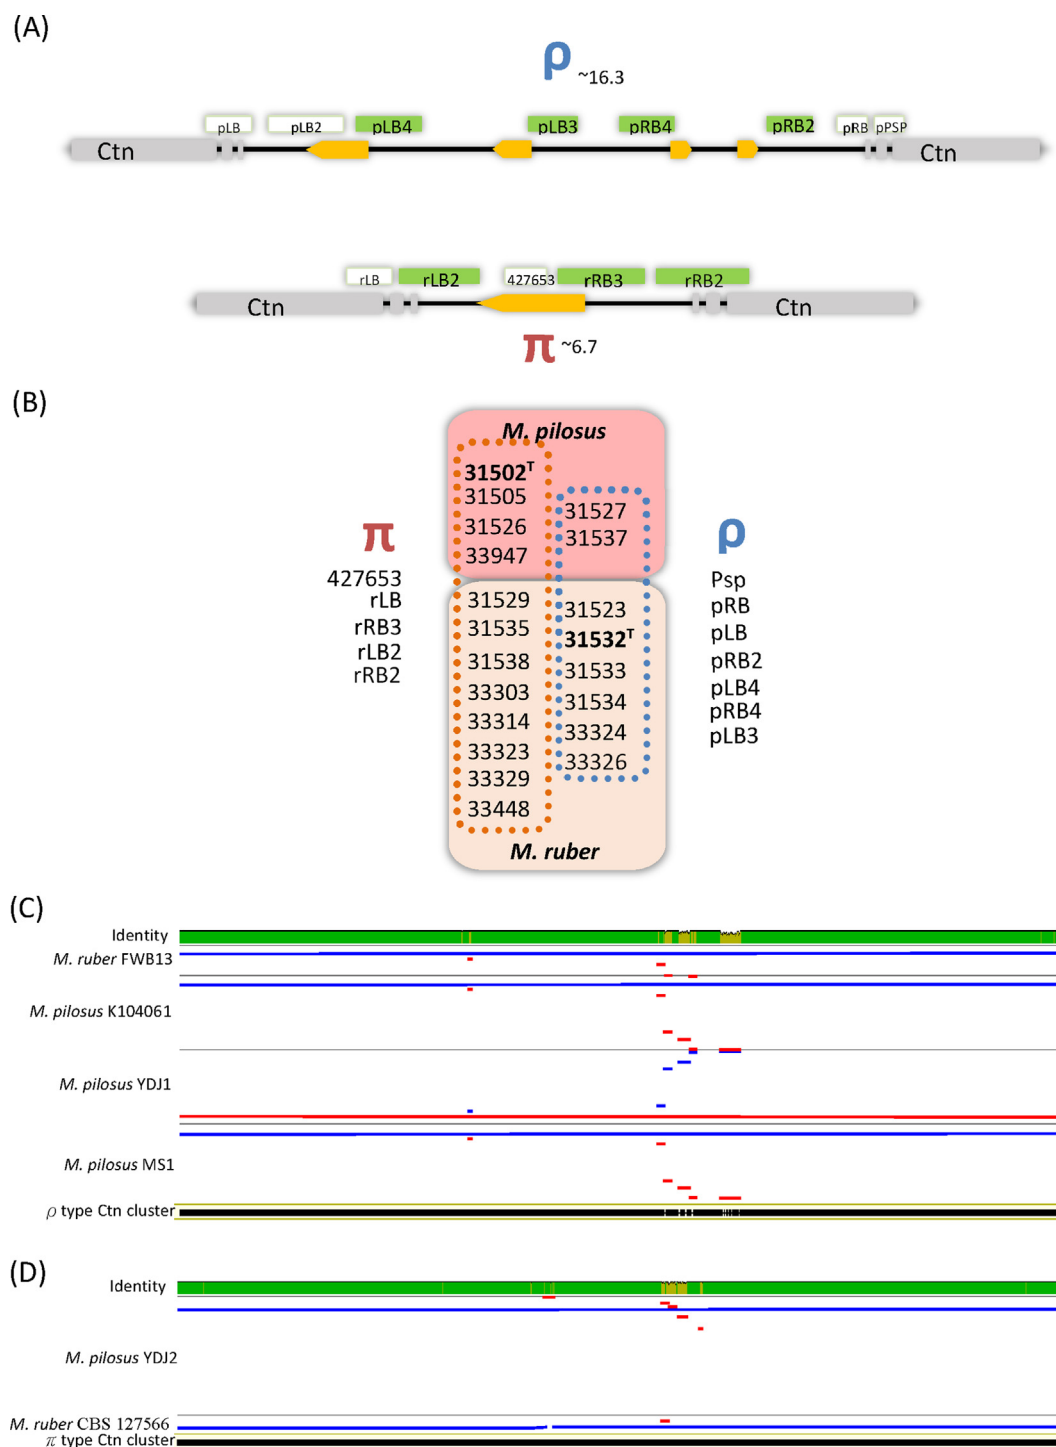 (A)
ρ ~16.3
pLB pLB2 pLB4 pLB3 pRB4 pRB2 pRB pPSP
Ctn Ctn
rLB rLB2 427653 rRB3 rRB2
Ctn Ctn
π ~6.7
(B)
M. pilosus
31502ᵀ
31505
31526
33947
31527
31537
π
427653
rLB
rRB3
rLB2
rRB2
31529
31535
31538
33303
33314
33323
33329
33448
31523
31532ᵀ
31533
31534
33324
33326
M. ruber
ρ
Psp
pRB
pLB
pRB2
pLB4
pRB4
pLB3
(C)
Identity
M. ruber FWB13
M. pilosus K104061
M. pilosus YDJ1
M. pilosus MS1
ρ type Ctn cluster
(D)
Identity
M. pilosus YDJ2
M. ruber CBS 127566
π type Ctn cluster